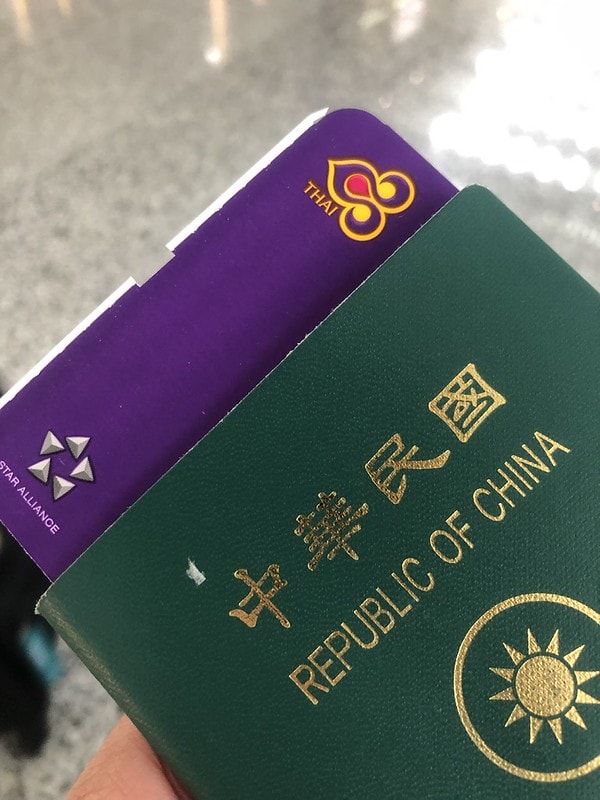 THAI
STAR ALLIANCE
中華民國
REPUBLIC OF CHINA